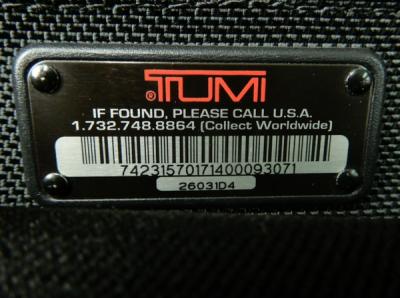 ®TUMI
IF FOUND, PLEASE CALL U.S.A.
1.732.748.8864 (Collect Worldwide)
74231570171400093071
26031D4